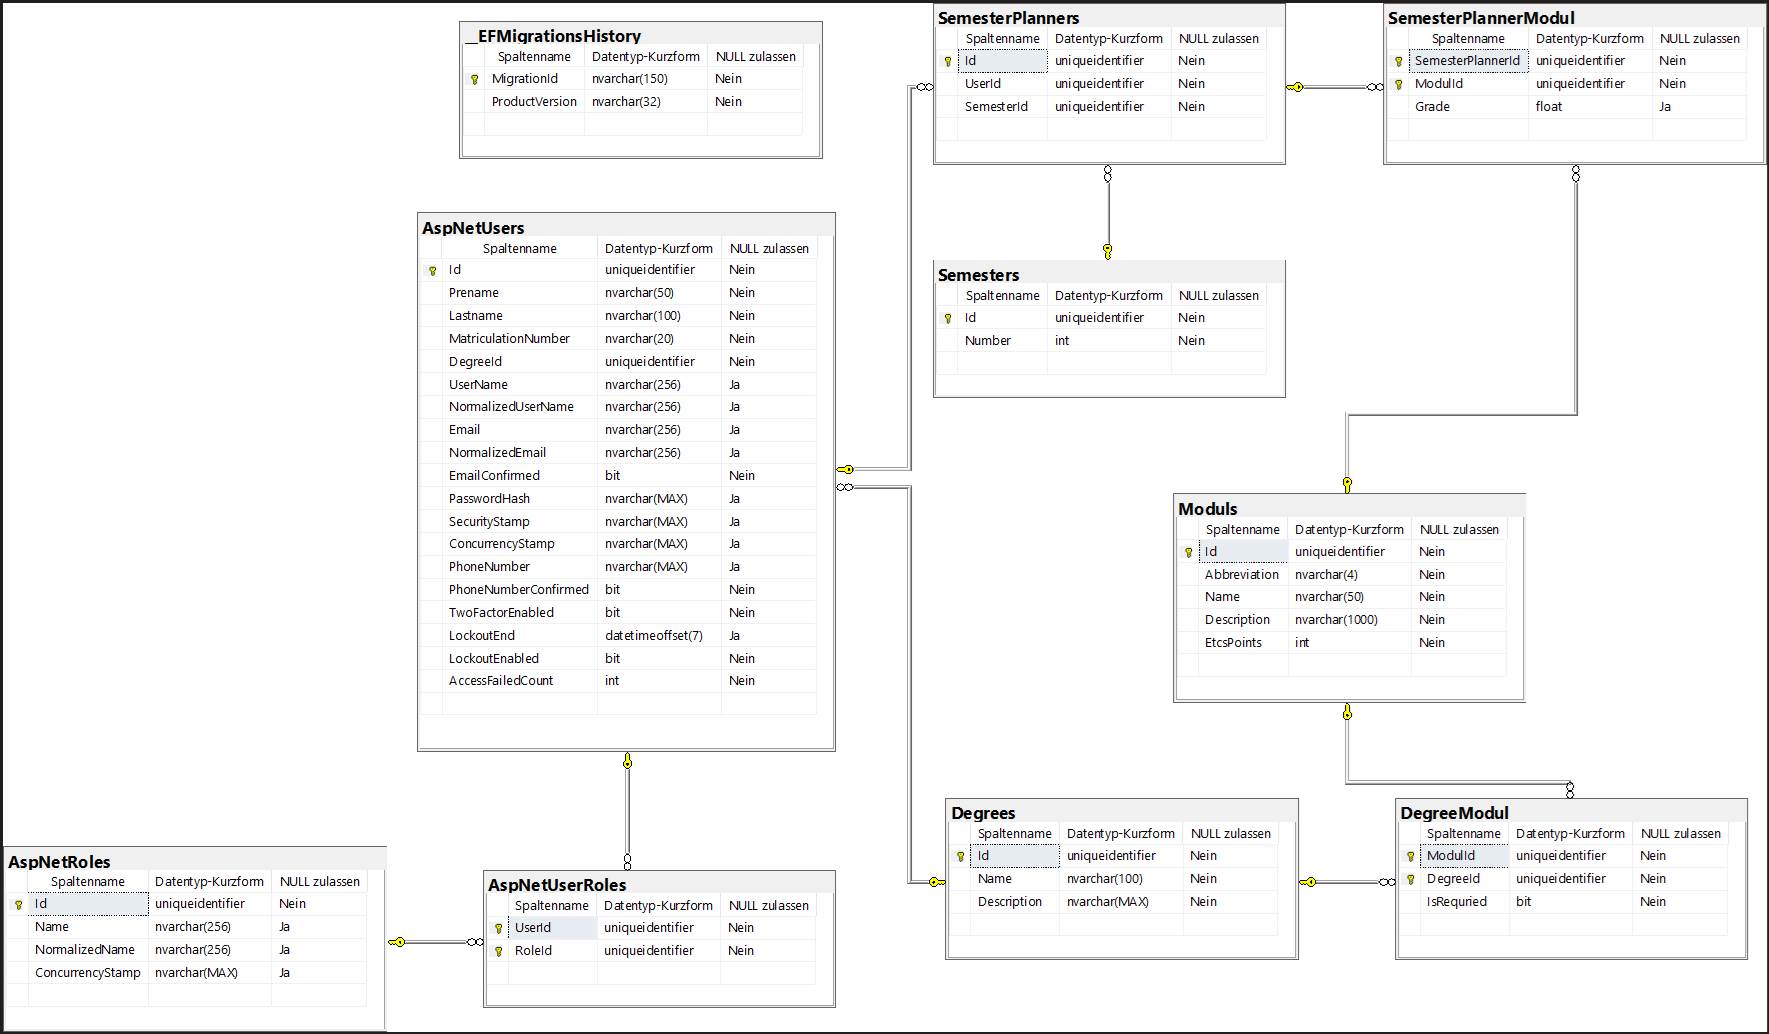 __EFMigrationsHistory
Spaltenname Datentyp-Kurzform NULL zulassen
MigrationId nvarchar(150) Nein
ProductVersion nvarchar(32) Nein
SemesterPlanners
Spaltenname Datentyp-Kurzform NULL zulassen
Id uniqueidentifier Nein
UserId uniqueidentifier Nein
SemesterId uniqueidentifier Nein
SemesterPlannerModul
Spaltenname Datentyp-Kurzform NULL zulassen
SemesterPlannerId uniqueidentifier Nein
ModulId uniqueidentifier Nein
Grade float Ja
AspNetUsers
Spaltenname Datentyp-Kurzform NULL zulassen
Id uniqueidentifier Nein
Prename nvarchar(50) Nein
Lastname nvarchar(100) Nein
MatriculationNumber nvarchar(20) Nein
DegreeId uniqueidentifier Nein
UserName nvarchar(256) Ja
NormalizedUserName nvarchar(256) Ja
Email nvarchar(256) Ja
NormalizedEmail nvarchar(256) Ja
EmailConfirmed bit Nein
PasswordHash nvarchar(MAX) Ja
SecurityStamp nvarchar(MAX) Ja
ConcurrencyStamp nvarchar(MAX) Ja
PhoneNumber nvarchar(MAX) Ja
PhoneNumberConfirmed bit Nein
TwoFactorEnabled bit Nein
LockoutEnd datetimeoffset(7) Ja
LockoutEnabled bit Nein
AccessFailedCount int Nein
Semesters
Spaltenname Datentyp-Kurzform NULL zulassen
Id uniqueidentifier Nein
Number int Nein
Moduls
Spaltenname Datentyp-Kurzform NULL zulassen
Id uniqueidentifier Nein
Abbreviation nvarchar(4) Nein
Name nvarchar(50) Nein
Description nvarchar(1000) Nein
EtcsPoints int Nein
Degrees
Spaltenname Datentyp-Kurzform NULL zulassen
Id uniqueidentifier Nein
Name nvarchar(100) Nein
Description nvarchar(MAX) Nein
DegreeModul
Spaltenname Datentyp-Kurzform NULL zulassen
ModulId uniqueidentifier Nein
DegreeId uniqueidentifier Nein
IsRequried bit Nein
AspNetRoles
Spaltenname Datentyp-Kurzform NULL zulassen
Id uniqueidentifier Nein
Name nvarchar(256) Ja
NormalizedName nvarchar(256) Ja
ConcurrencyStamp nvarchar(MAX) Ja
AspNetUserRoles
Spaltenname Datentyp-Kurzform NULL zulassen
UserId uniqueidentifier Nein
RoleId uniqueidentifier Nein